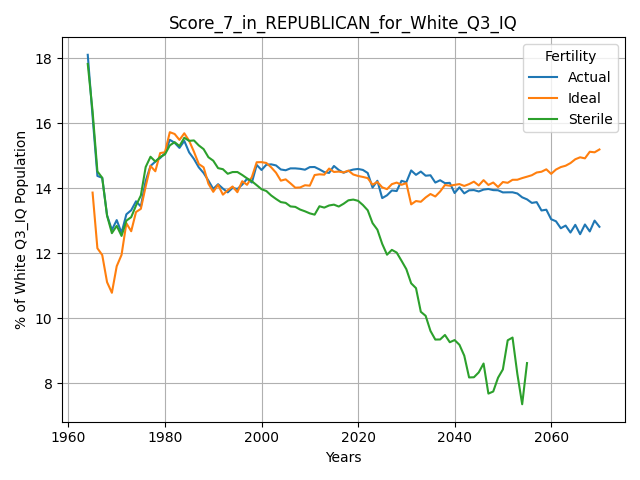 Score_7_in_REPUBLICAN_for_White_Q3_IQ
Fertility
Actual
Ideal
Sterile
% of White Q3_IQ Population
18
16
14
12
10
8
1960
1980
2000
2020
2040
2060
Years